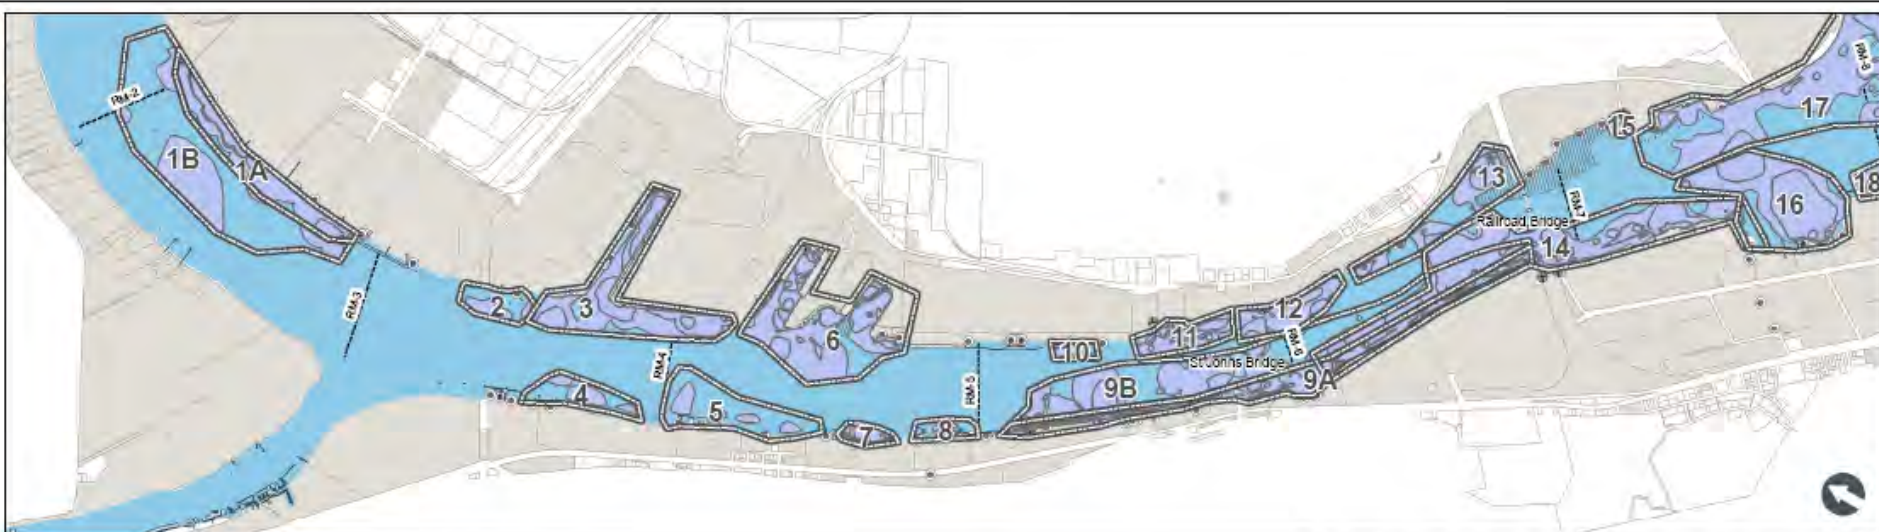 RM-2
1B
1A
RM-3
2
3
4
RM-4
5
6
7
8
RM-5
9B
10
11
St Johns Bridge
12
RM-6
9A
13
Railroad Bridge
14
RM-7
15
16
17
18
RM-8